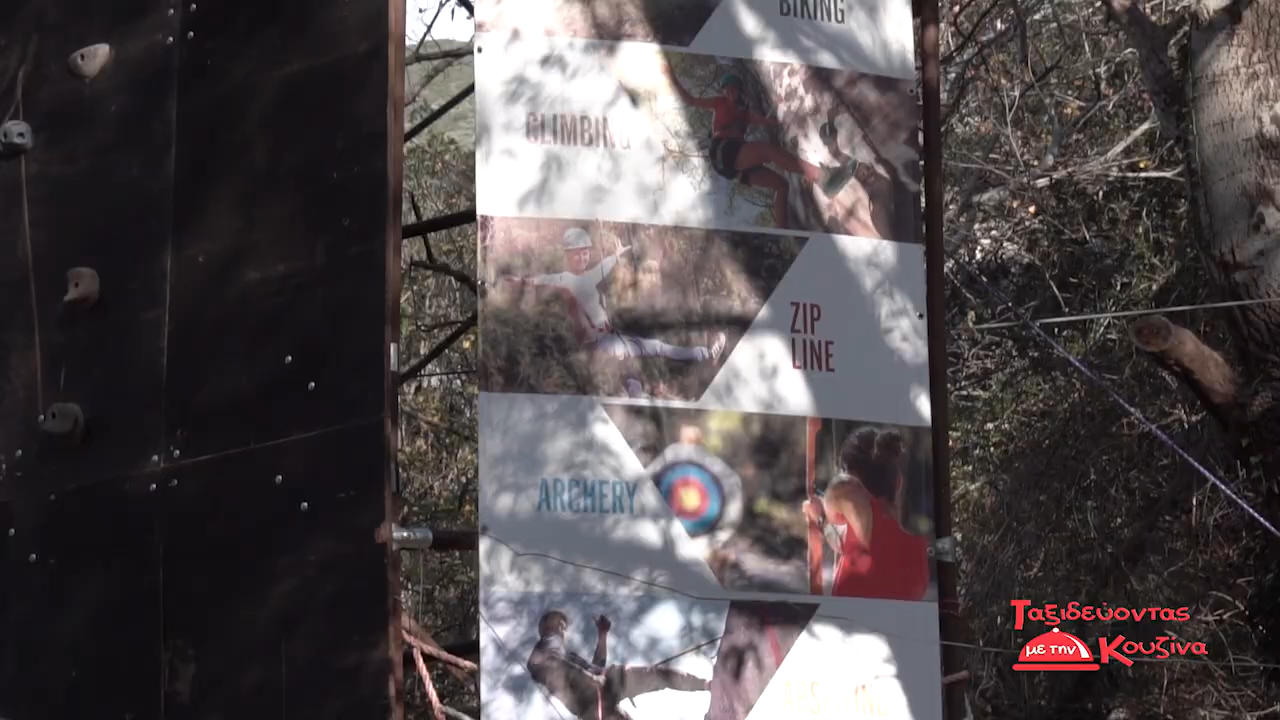 BIKING
CLIMBING
ZIP
LINE
ARCHERY
Ταξιδεύοντας
με την
Κουζίνα